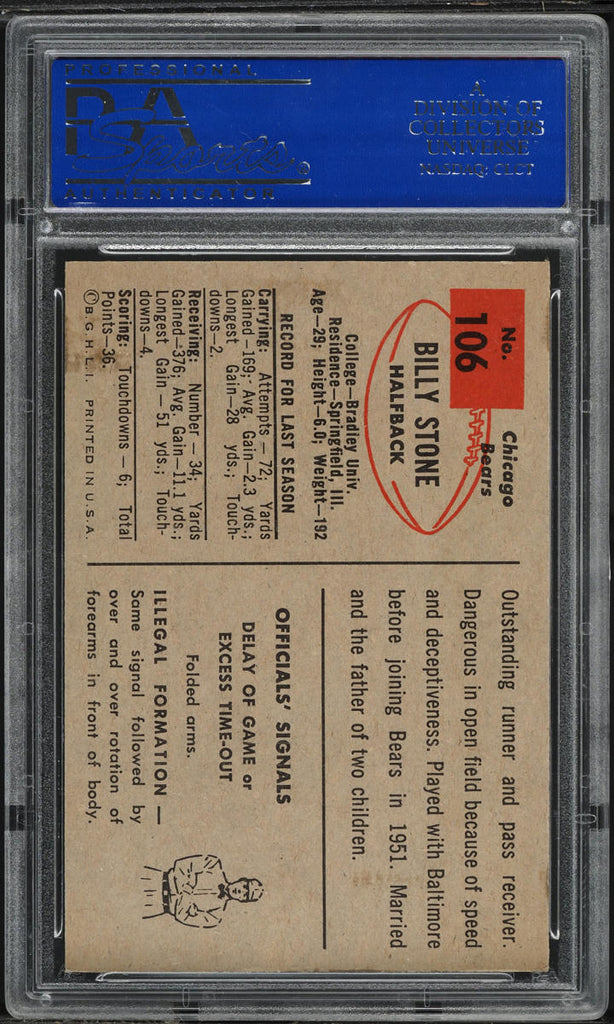 PROFESSIONAL
PSA
Sports
AUTHENTICATOR
A
DIVISION OF
COLLECTORS
UNIVERSE
NASDAQ: CLCT
No.
106
Chicago
Bears
BILLY STONE
HALFBACK
College—Bradley Univ.
Residence—Springfield, Ill.
Age—29; Height—6.0; Weight—192
RECORD FOR LAST SEASON
Carrying: Attempts — 72; Yards
Gained —169; Avg. Gain—2.3 yds.;
Longest Gain—28 yds.; Touch-
downs—2.
Receiving: Number — 34; Yards
Gained—376; Avg. Gain—11.1 yds.;
Longest Gain — 51 yds.; Touch-
downs—4.
Scoring: Touchdowns — 6; Total
Points—36.
©B.G.H.L.I. PRINTED IN U.S.A.
Outstanding runner and pass receiver.
Dangerous in open field because of speed
and deceptiveness. Played with Baltimore
before joining Bears in 1951. Married
and the father of two children.
OFFICIALS' SIGNALS
DELAY OF GAME or
EXCESS TIME-OUT
Folded arms.
ILLEGAL FORMATION —
Same signal followed by
over and over rotation of
forearms in front of body.